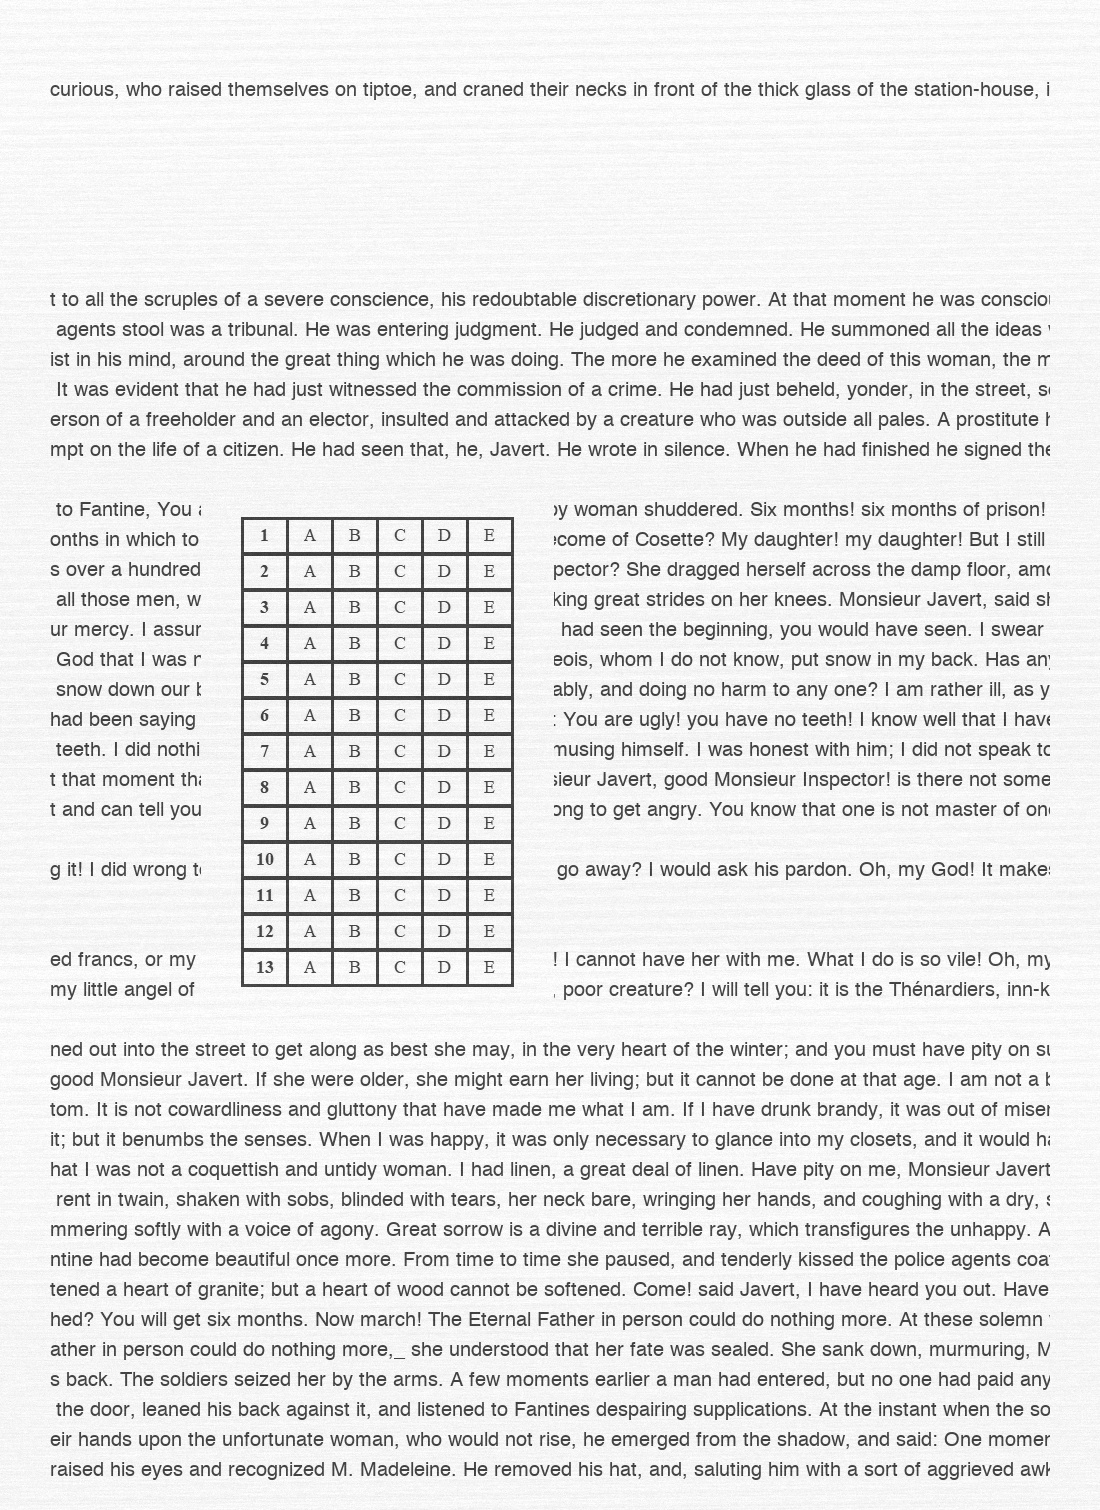 curious, who raised themselves on tiptoe, and craned their necks in front of the thick glass of the station-house,
t to all the scruples of a severe conscience, his redoubtable discretionary power. At that moment he was
agents stool was a tribunal. He was entering judgment. He judged and condemned. He summoned all the ideas
ist in his mind, around the great thing which he was doing. The more he examined the deed of this woman, the
It was evident that he had just witnessed the commission of a crime. He had just beheld, yonder, in the street,
erson of a freeholder and an elector, insulted and attacked by a creature who was outside all pales. A prostitute
mpt on the life of a citizen. He had seen that, he, Javert. He wrote in silence. When he had finished he signed the
to Fantine, You
woman shuddered. Six months! six months of prison!
onths in which to
ecome of Cosette? My daughter! my daughter! But I still
s over a hundred
pector? She dragged herself across the damp floor,
all those men,
king great strides on her knees. Monsieur Javert, said
ur mercy. I assur
had seen the beginning, you would have seen. I swear
God that I was
eois, whom I do not know, put snow in my back. Has
snow down our
ably, and doing no harm to any one? I am rather ill, as
had been saying
: You are ugly! you have no teeth! I know well that I have
teeth. I did
musing himself. I was honest with him; I did not speak
t that moment
sieur Javert, good Monsieur Inspector! is there not some
t and can tell you
ong to get angry. You know that one is not master of
g it! I did wrong
go away? I would ask his pardon. Oh, my God! It
ed francs, or my
! I cannot have her with me. What I do is so vile! Oh, my
my little angel of
, poor creature? I will tell you: it is the Thénardiers, inn-k
1 A B C D E
2 A B C D E
3 A B C D E
4 A B C D E
5 A B C D E
6 A B C D E
7 A B C D E
8 A B C D E
9 A B C D E
10 A B C D E
11 A B C D E
12 A B C D E
13 A B C D E
ned out into the street to get along as best she may, in the very heart of the winter; and you must have pity on
good Monsieur Javert. If she were older, she might earn her living; but it cannot be done at that age. I am not a
tom. It is not cowardliness and gluttony that have made me what I am. If I have drunk brandy, it was out of
it; but it benumbs the senses. When I was happy, it was only necessary to glance into my closets, and it would
hat I was not a coquettish and untidy woman. I had linen, a great deal of linen. Have pity on me, Monsieur Javert
rent in twain, shaken with sobs, blinded with tears, her neck bare, wringing her hands, and coughing with a dry,
mmering softly with a voice of agony. Great sorrow is a divine and terrible ray, which transfigures the unhappy. A
ntine had become beautiful once more. From time to time she paused, and tenderly kissed the police agents
tened a heart of granite; but a heart of wood cannot be softened. Come! said Javert, I have heard you out. Have
hed? You will get six months. Now march! The Eternal Father in person could do nothing more. At these solemn
ather in person could do nothing more,_ she understood that her fate was sealed. She sank down, murmuring,
s back. The soldiers seized her by the arms. A few moments earlier a man had entered, but no one had paid any
the door, leaned his back against it, and listened to Fantines despairing supplications. At the instant when the so
eir hands upon the unfortunate woman, who would not rise, he emerged from the shadow, and said: One
raised his eyes and recognized M. Madeleine. He removed his hat, and, saluting him with a sort of aggrieved